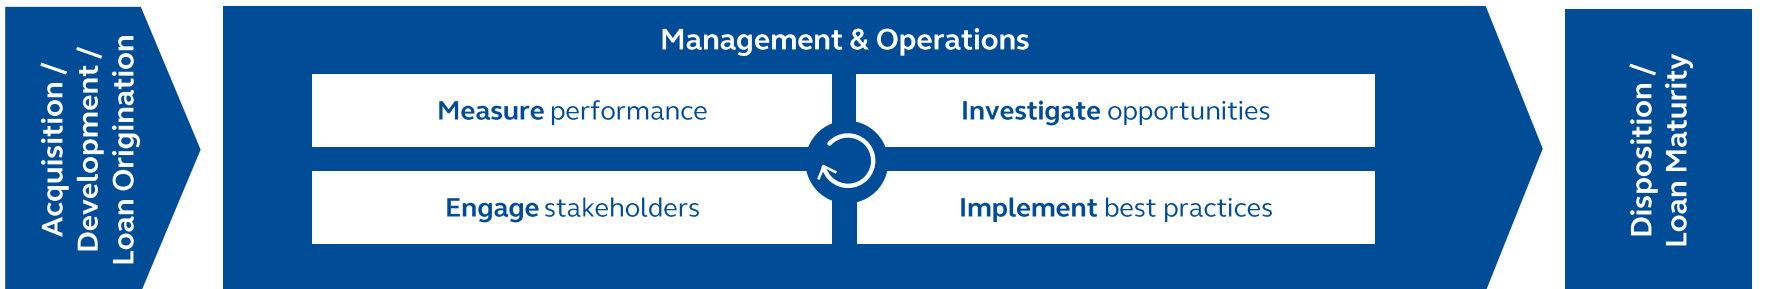 Acquisition /
Development /
Loan Origination
Management & Operations
Measure performance
Investigate opportunities
Engage stakeholders
Implement best practices
Disposition /
Loan Maturity